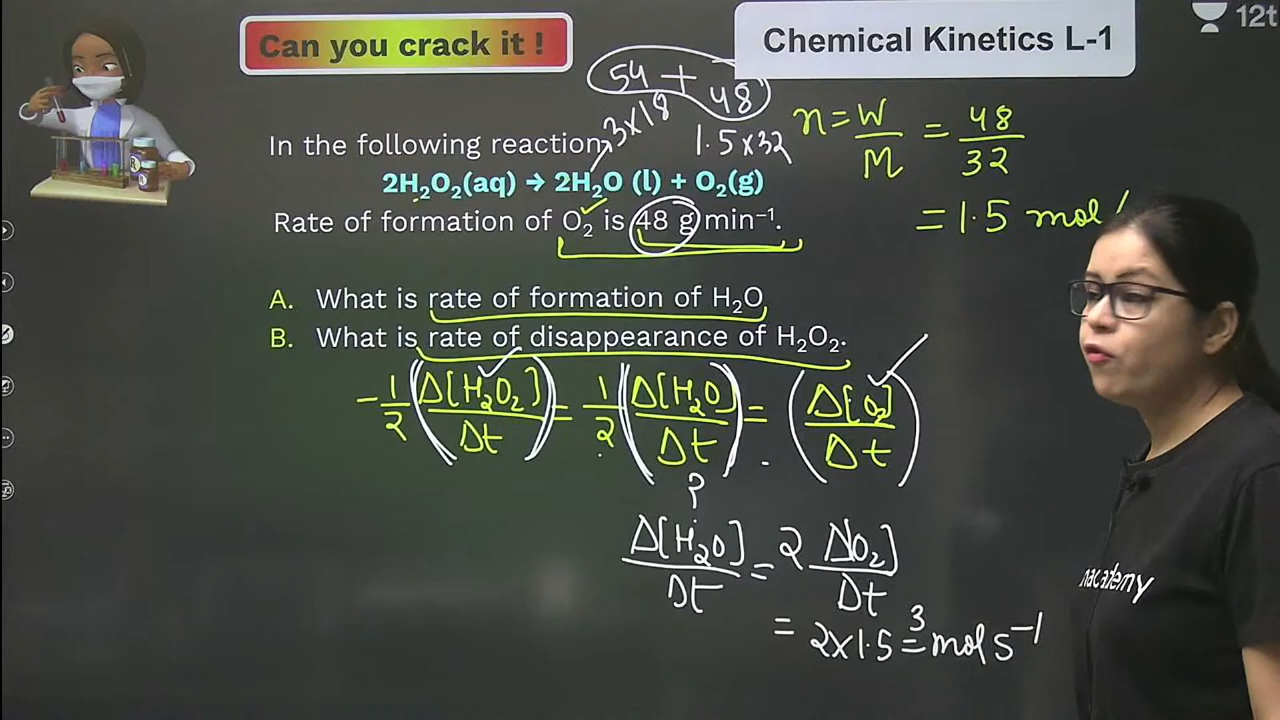 Can you crack it !
Chemical Kinetics L-1
12t
54 + 48
3×18
1.5×32
n = W/M = 48/32
= 1.5 mol/
In the following reaction,
2H₂O₂(aq) → 2H₂O (l) + O₂(g)
Rate of formation of O₂ is 48 g min⁻¹.
A. What is rate of formation of H₂O
B. What is rate of disappearance of H₂O₂.
-1/2 (Δ[H₂O₂]/Δt) = 1/2 (Δ[H₂O]/Δt) = (Δ[O₂]/Δt)
?
Δ[H₂O]/Δt = 2 Δ[O₂]/Δt
= 2×1.5 = 3 mol s⁻¹
nacademy